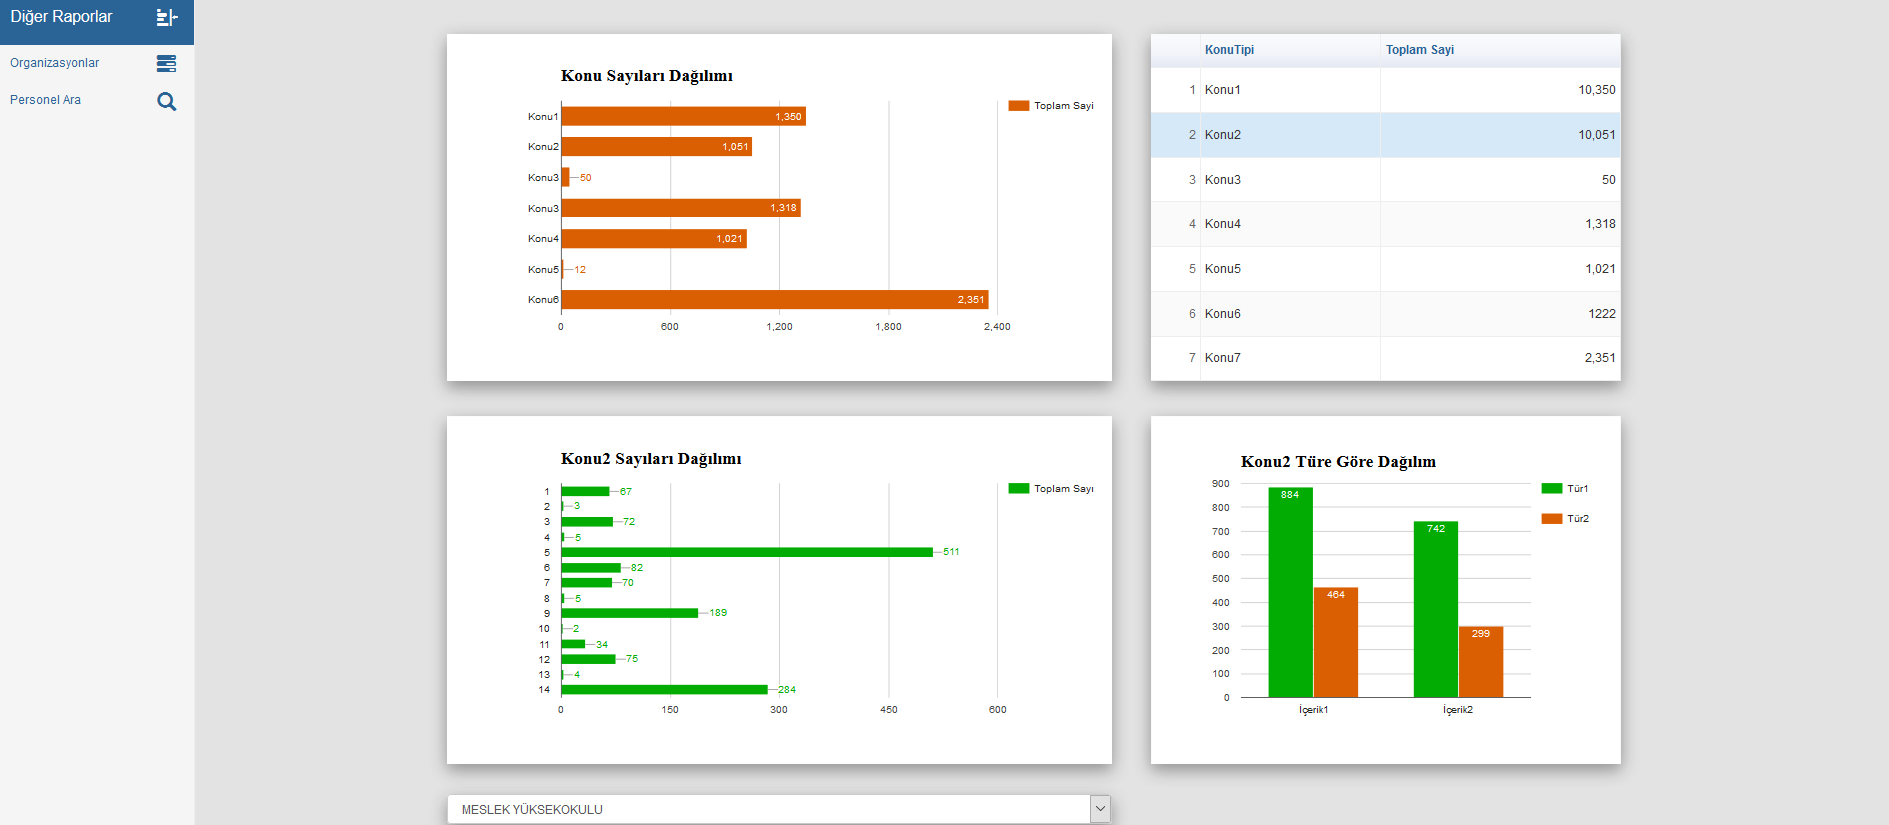 Diğer Raporlar
Organizasyonlar
Personel Ara
Konu Sayıları Dağılımı
Toplam Sayi
Konu1 1,350
Konu2 1,051
Konu3 50
Konu3 1,318
Konu4 1,021
Konu5 12
Konu6 2,351
0 600 1,200 1,800 2,400
KonuTipi Toplam Sayi
1 Konu1 10,350
2 Konu2 10,051
3 Konu3 50
4 Konu4 1,318
5 Konu5 1,021
6 Konu6 1222
7 Konu7 2,351
Konu2 Sayıları Dağılımı
Toplam Sayı
1 67
2 3
3 72
4 5
5 511
6 82
7 70
8 5
9 189
10 2
11 34
12 75
13 4
14 284
0 150 300 450 600
Konu2 Türe Göre Dağılım
Tür1
Tür2
900
800
700
600
500
400
300
200
100
0
884
464
742
299
İçerik1 İçerik2
MESLEK YÜKSEKOKULU